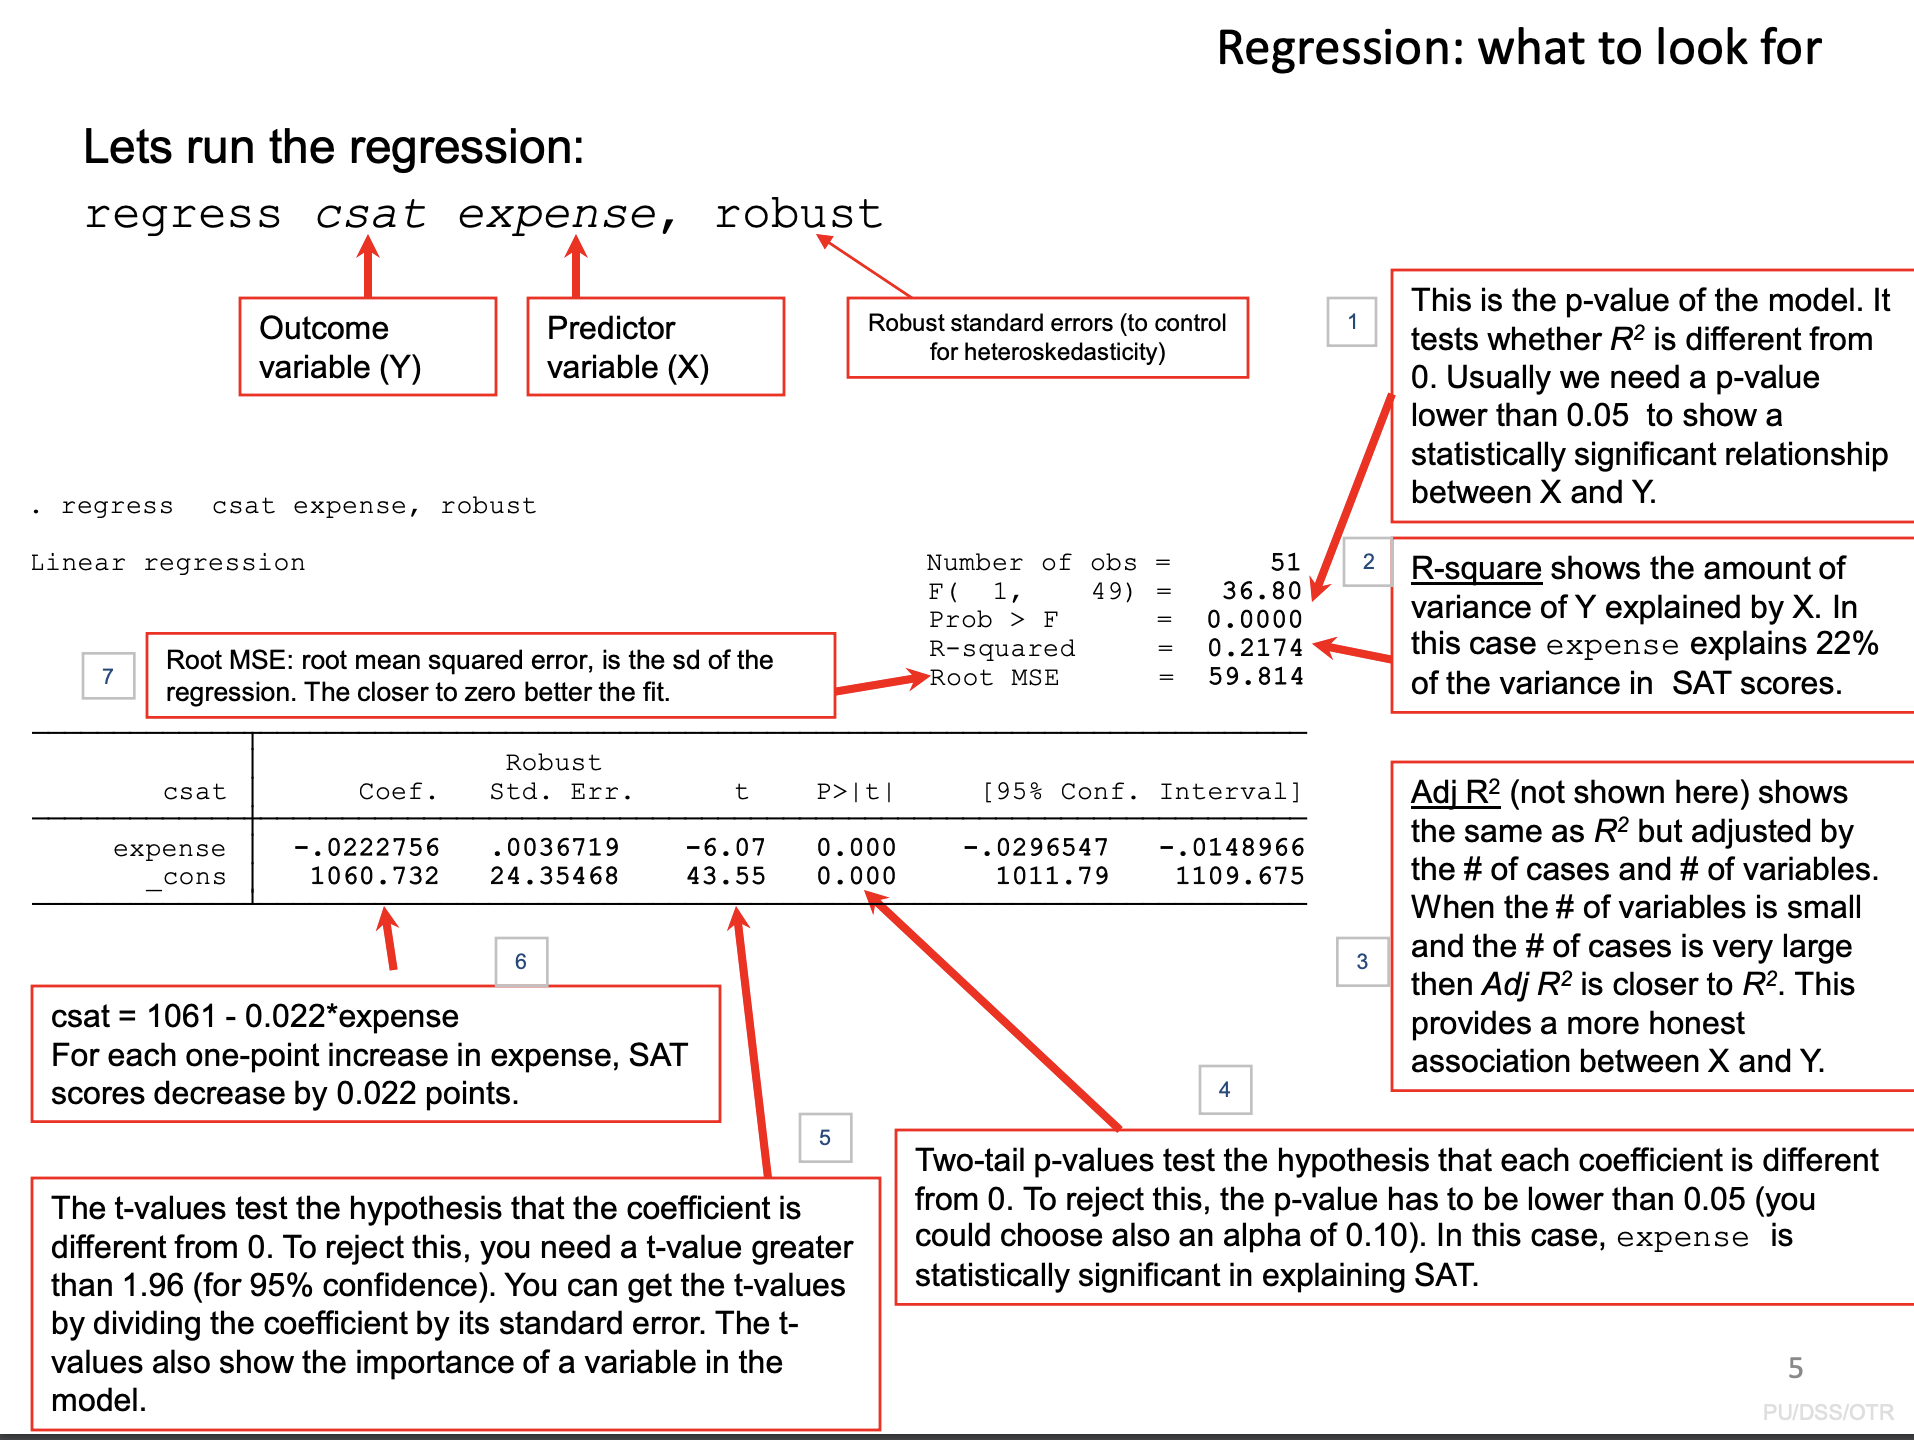 Regression: what to look for
Lets run the regression:
regress csat expense, robust
Outcome
variable (Y)
Predictor
variable (X)
Robust standard errors (to control
for heteroskedasticity)
1
This is the p-value of the model. It
tests whether R² is different from
0. Usually we need a p-value
lower than 0.05 to show a
statistically significant relationship
between X and Y.
. regress csat expense, robust
Linear regression
Number of obs = 51
F( 1, 49) = 36.80
Prob > F = 0.0000
R-squared = 0.2174
Root MSE = 59.814
2
R-square shows the amount of
variance of Y explained by X. In
this case expense explains 22%
of the variance in SAT scores.
7
Root MSE: root mean squared error, is the sd of the
regression. The closer to zero better the fit.
Robust
csat Coef. Std. Err. t P>|t| [95% Conf. Interval]
expense -.0222756 .0036719 -6.07 0.000 -.0296547 -.0148966
_cons 1060.732 24.35468 43.55 0.000 1011.79 1109.675
3
Adj R² (not shown here) shows
the same as R² but adjusted by
the # of cases and # of variables.
When the # of variables is small
and the # of cases is very large
then Adj R² is closer to R². This
provides a more honest
association between X and Y.
6
csat = 1061 - 0.022*expense
For each one-point increase in expense, SAT
scores decrease by 0.022 points.
4
Two-tail p-values test the hypothesis that each coefficient is different
from 0. To reject this, the p-value has to be lower than 0.05 (you
could choose also an alpha of 0.10). In this case, expense is
statistically significant in explaining SAT.
5
The t-values test the hypothesis that the coefficient is
different from 0. To reject this, you need a t-value greater
than 1.96 (for 95% confidence). You can get the t-values
by dividing the coefficient by its standard error. The t-
values also show the importance of a variable in the
model.
5
PU/DSS/OTR